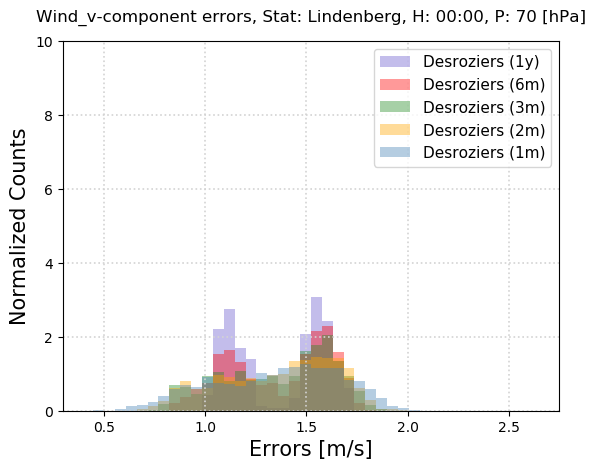 Wind_v-component errors, Stat: Lindenberg, H: 00:00, P: 70 [hPa]
10
8
6
4
2
0
Normalized Counts
Desroziers (1y)
Desroziers (6m)
Desroziers (3m)
Desroziers (2m)
Desroziers (1m)
0.5 1.0 1.5 2.0 2.5
Errors [m/s]